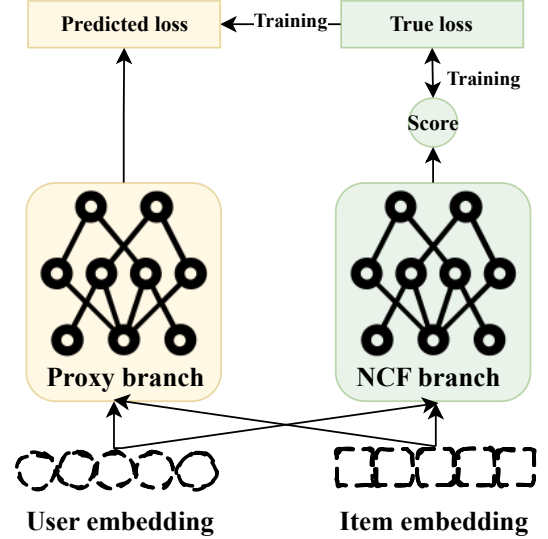 Predicted loss
Training
True loss
Training
Score
Proxy branch
NCF branch
User embedding
Item embedding